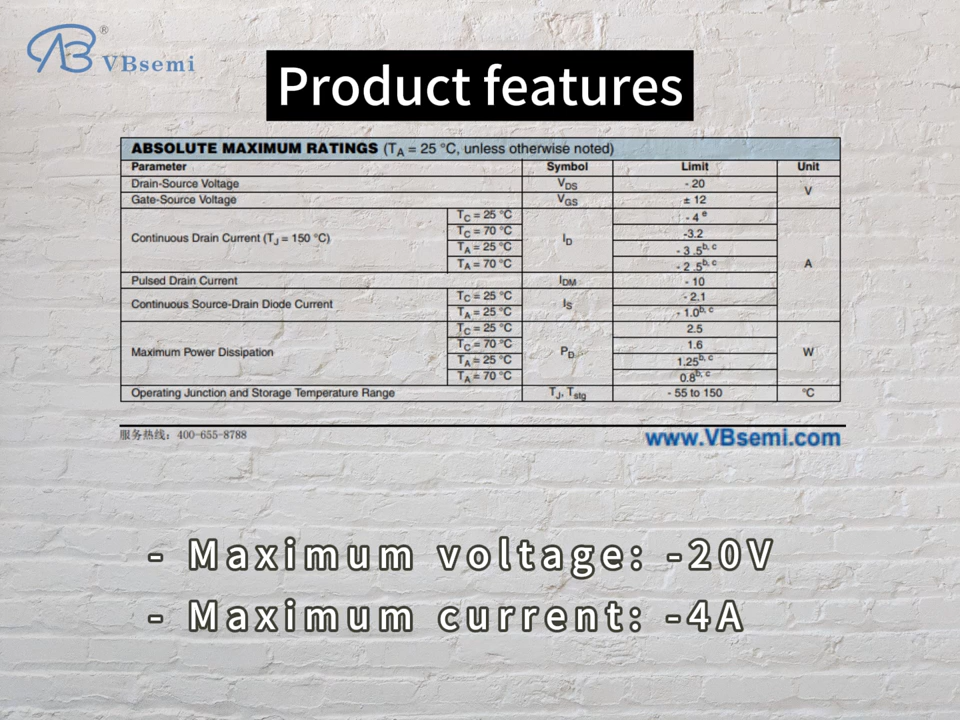 VBsemi®
Product features
ABSOLUTE MAXIMUM RATINGS (TA = 25 °C, unless otherwise noted)
Parameter Symbol Limit Unit
Drain-Source Voltage VDS - 20 V
Gate-Source Voltage VGS ± 12
Continuous Drain Current (TJ = 150 °C) TC = 25 °C ID - 4 e A
TC = 70 °C -3.2
TA = 25 °C - 3 .5b, c
TA = 70 °C - 2 .5b, c
Pulsed Drain Current IDM - 10
Continuous Source-Drain Diode Current TC = 25 °C IS - 2.1
TA = 25 °C - 1.0b, c
Maximum Power Dissipation TC = 25 °C PD 2.5 W
TC = 70 °C 1.6
TA = 25 °C 1.25b, c
TA = 70 °C 0.8b, c
Operating Junction and Storage Temperature Range TJ, Tstg - 55 to 150 °C
服务热线：400-655-8788 www.VBsemi.com
- Maximum voltage: -20V
- Maximum current: -4A